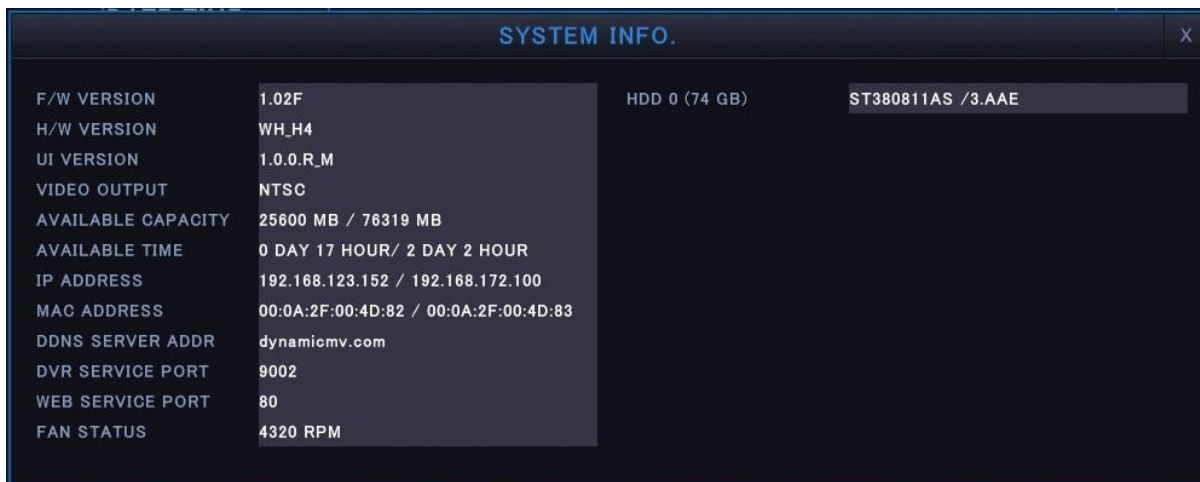 SYSTEM INFO.
X
F/W VERSION 1.02F
H/W VERSION WH_H4
UI VERSION 1.0.0.R_M
VIDEO OUTPUT NTSC
AVAILABLE CAPACITY 25600 MB / 76319 MB
AVAILABLE TIME 0 DAY 17 HOUR/ 2 DAY 2 HOUR
IP ADDRESS 192.168.123.152 / 192.168.172.100
MAC ADDRESS 00:0A:2F:00:4D:82 / 00:0A:2F:00:4D:83
DDNS SERVER ADDR dynamicmv.com
DVR SERVICE PORT 9002
WEB SERVICE PORT 80
FAN STATUS 4320 RPM
HDD 0 (74 GB) ST380811AS /3.AAE